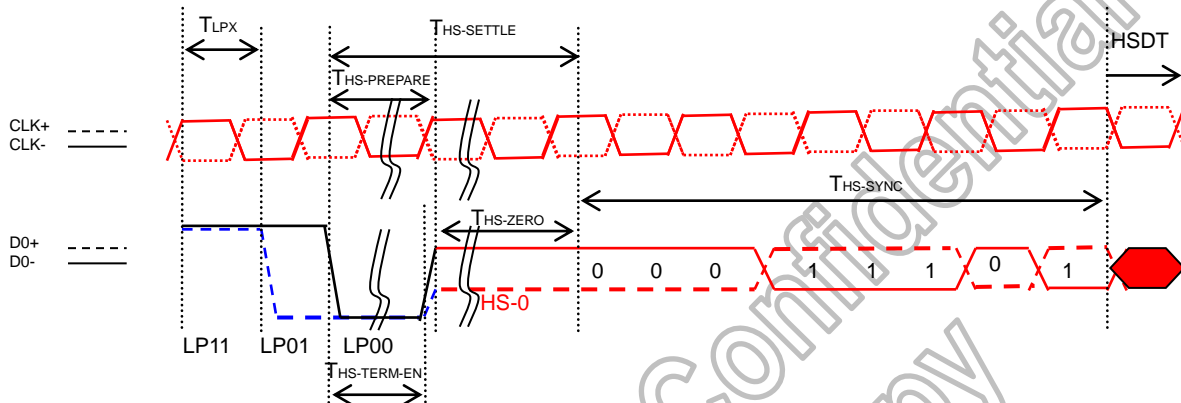 TLPX
THS-SETTLE
HSDT
THS-PREPARE
CLK+
CLK-
THS-SYNC
THS-ZERO
D0+
D0-
0 0 0 1 1 1 0 1
HS-0
LP11 LP01 LP00
THS-TERM-EN
Confidential